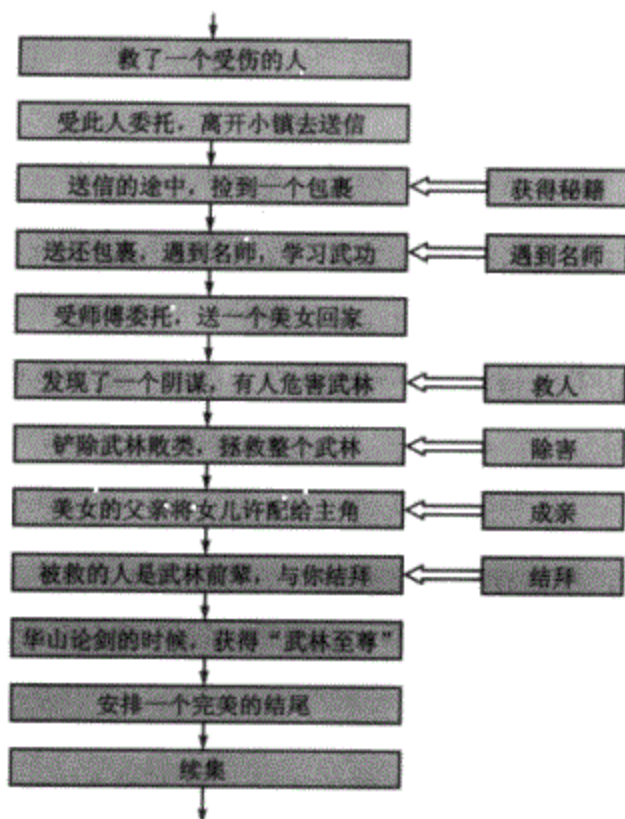 救了一个受伤的人
受此人委托，离开小镇去送信
送信的途中，捡到一个包裹
获得秘籍
送还包裹，遇到名师，学习武功
遇到名师
受师傅委托，送一个美女回家
发现了一个阴谋，有人危害武林
救人
铲除武林败类，拯救整个武林
除害
美女的父亲将女儿许配给主角
成亲
被救的人是武林前辈，与你结拜
结拜
华山论剑的时候，获得“武林至尊”
安排一个完美的结尾
续集